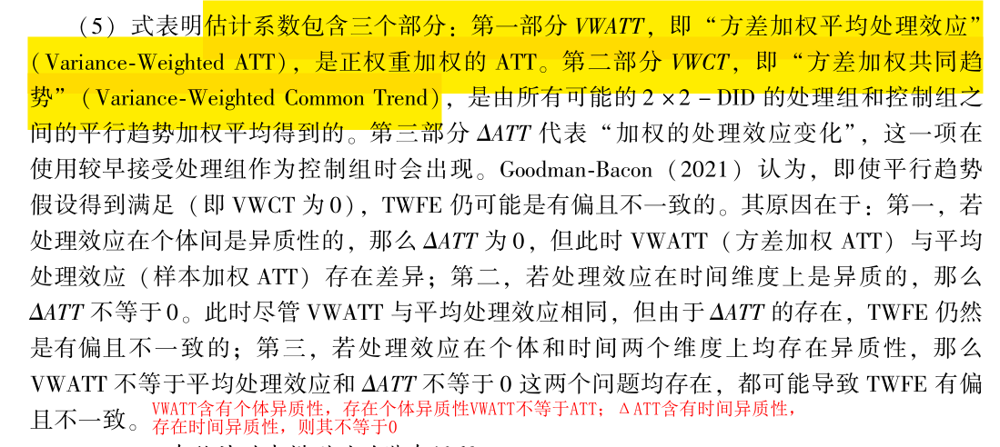 (5) 式表明估计系数包含三个部分：第一部分 VWATT，即“方差加权平均处理效应”
(Variance-Weighted ATT)，是正权重加权的 ATT。第二部分 VWCT，即“方差加权共同趋
势”(Variance-Weighted Common Trend)，是由所有可能的 2×2-DID 的处理组和控制组之
间的平行趋势加权平均得到的。第三部分 ΔATT 代表“加权的处理效应变化”，这一项在
使用较早接受处理组作为控制组时会出现。Goodman-Bacon (2021) 认为，即使平行趋势
假设得到满足 (即 VWCT 为 0)，TWFE 仍可能是有偏且不一致的。其原因在于：第一，若
处理效应在个体间是异质性的，那么 ΔATT 为 0，但此时 VWATT (方差加权 ATT) 与平均
处理效应 (样本加权 ATT) 存在差异；第二，若处理效应在时间维度上是异质的，那么
ΔATT 不等于 0。此时尽管 VWATT 与平均处理效应相同，但由于 ΔATT 的存在，TWFE 仍然
是有偏且不一致的；第三，若处理效应在个体和时间两个维度上均存在异质性，那么
VWATT 不等于平均处理效应和 ΔATT 不等于 0 这两个问题均存在，都可能导致 TWFE 有偏
且不一致。
VWATT含有个体异质性，存在个体异质性VWATT不等于ATT；ΔATT含有时间异质性，
存在时间异质性，则其不等于0